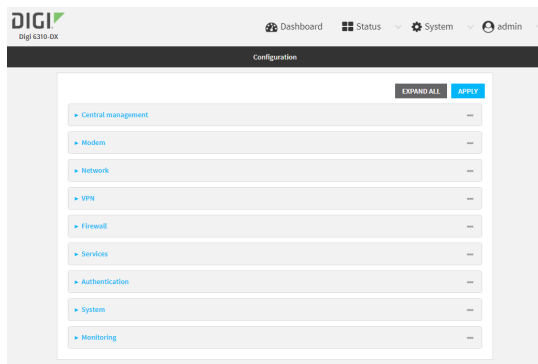 DIGI
Digi 6310-DX
Dashboard Status System admin
Configuration
EXPAND ALL APPLY
Central management
Modem
Network
VPN
Firewall
Services
Authentication
System
Monitoring